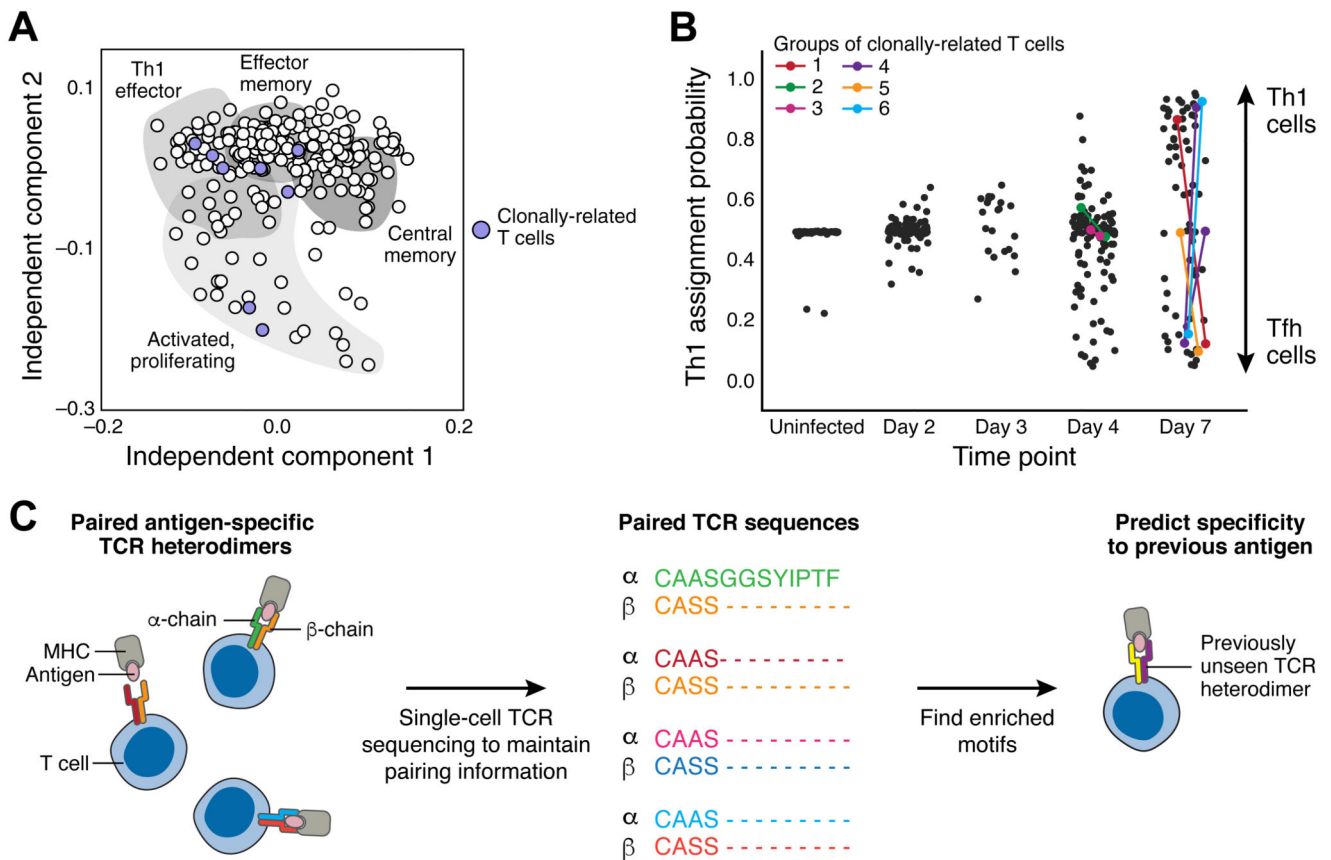 A
Independent component 2
0.1
−0.1
−0.3
−0.2
0.0
0.2
Independent component 1
Th1
effector
Effector
memory
Central
memory
Activated,
proliferating
Clonally-related
T cells
B
Groups of clonally-related T cells
1
2
3
4
5
6
Th1 assignment probability
1.0
0.8
0.6
0.4
0.2
0.0
Uninfected
Day 2
Day 3
Day 4
Day 7
Time point
Th1
cells
Tfh
cells
C
Paired antigen-specific
TCR heterodimers
α-chain
β-chain
MHC
Antigen
T cell
Single-cell TCR
sequencing to maintain
pairing information
Paired TCR sequences
α CAASGGSYIPTF
β CASS - - - - - - - - -
α CAAS- - - - - - - - -
β CASS - - - - - - - - -
α CAAS - - - - - - - - -
β CASS - - - - - - - - -
α CAAS - - - - - - - - -
β CASS - - - - - - - - -
Find enriched
motifs
Predict specificity
to previous antigen
Previously
unseen TCR
heterodimer